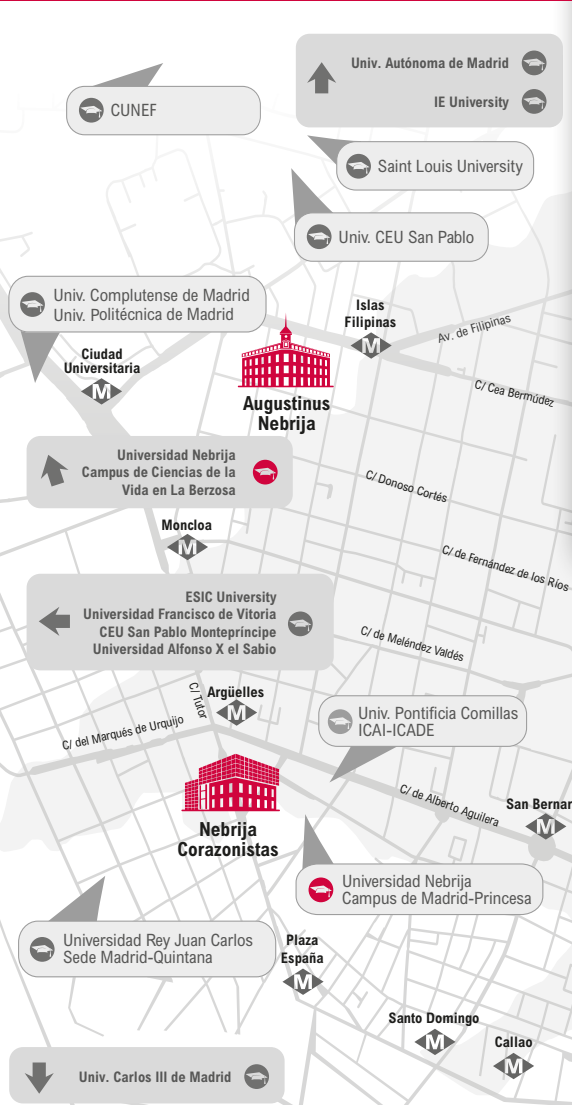 Univ. Autónoma de Madrid
IE University
CUNEF
Saint Louis University
Univ. CEU San Pablo
Univ. Complutense de Madrid
Univ. Politécnica de Madrid
Islas
Filipinas
M
Av. de Filipinas
Ciudad
Universitaria
M
C/ Cea Bermúdez
Augustinus
Nebrija
Universidad Nebrija
Campus de Ciencias de la
Vida en La Berzosa
C/ Donoso Cortés
Moncloa
M
C/ de Fernández de los Ríos
ESIC University
Universidad Francisco de Vitoria
CEU San Pablo Montepríncipe
Universidad Alfonso X el Sabio
C/ de Meléndez Valdés
C/ Tutor
Argüelles
M
Univ. Pontificia Comillas
ICAI-ICADE
C/ del Marqués de Urquijo
C/ de Alberto Aguilera
San Bernar
M
Nebrija
Corazonistas
Universidad Nebrija
Campus de Madrid-Princesa
Universidad Rey Juan Carlos
Sede Madrid-Quintana
Plaza
España
M
Santo Domingo
M
Callao
M
Univ. Carlos III de Madrid